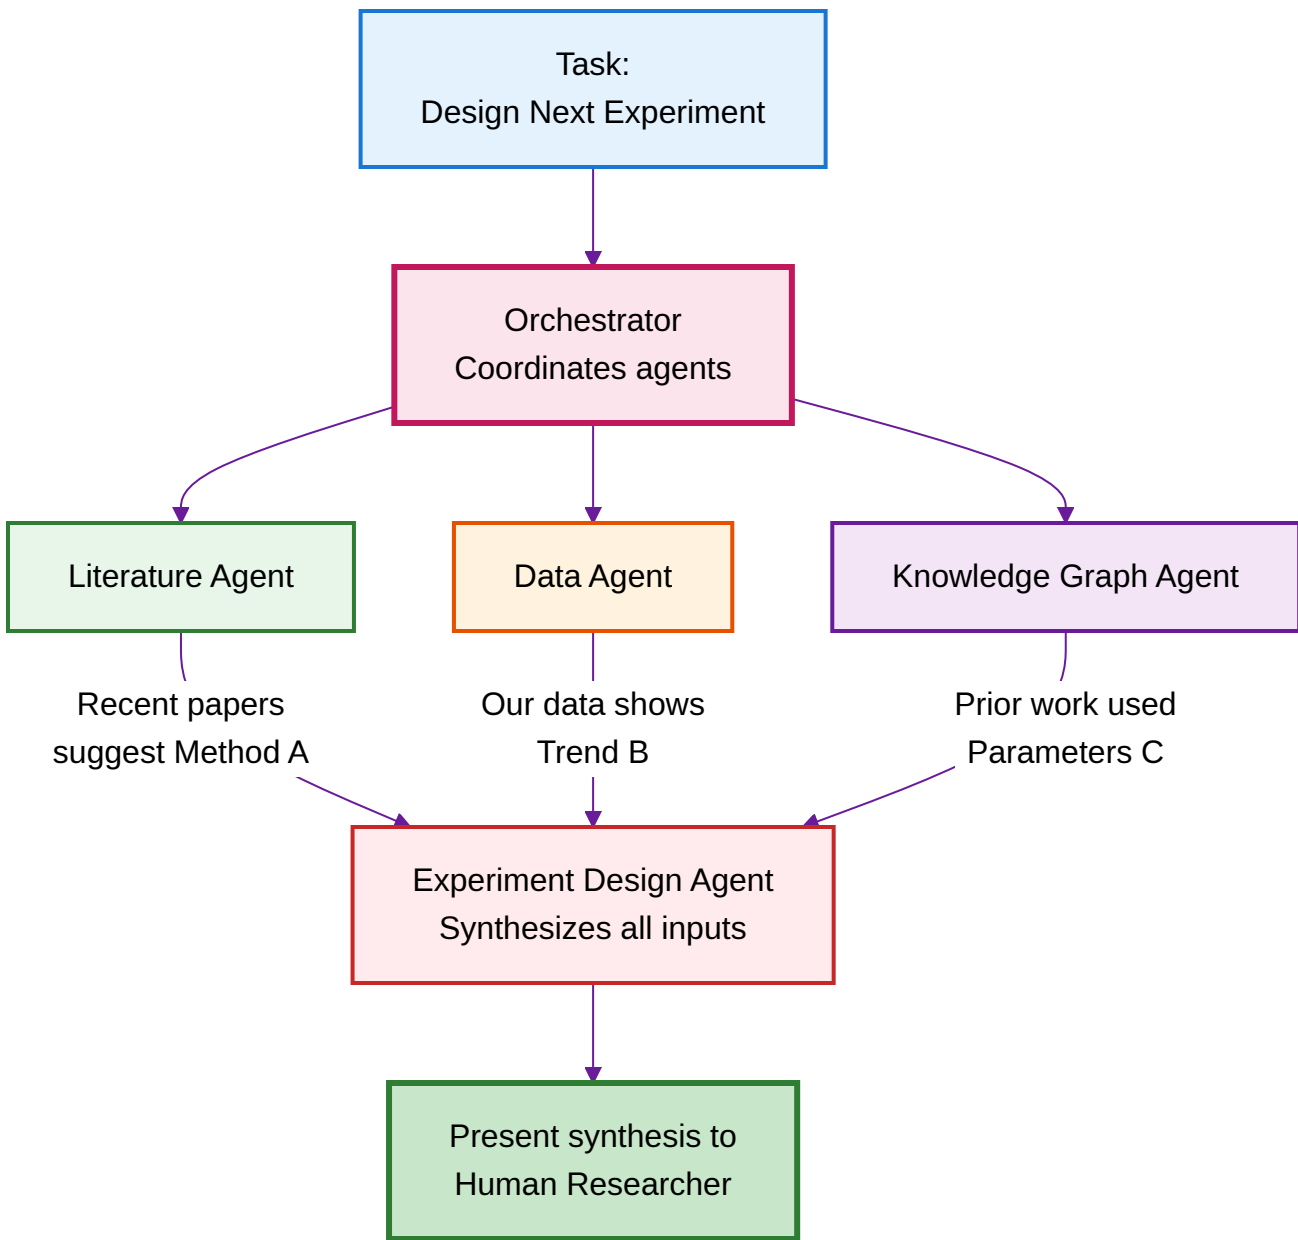 Task:
Design Next Experiment
Orchestrator
Coordinates agents
Literature Agent
Data Agent
Knowledge Graph Agent
Recent papers
suggest Method A
Our data shows
Trend B
Prior work used
Parameters C
Experiment Design Agent
Synthesizes all inputs
Present synthesis to
Human Researcher